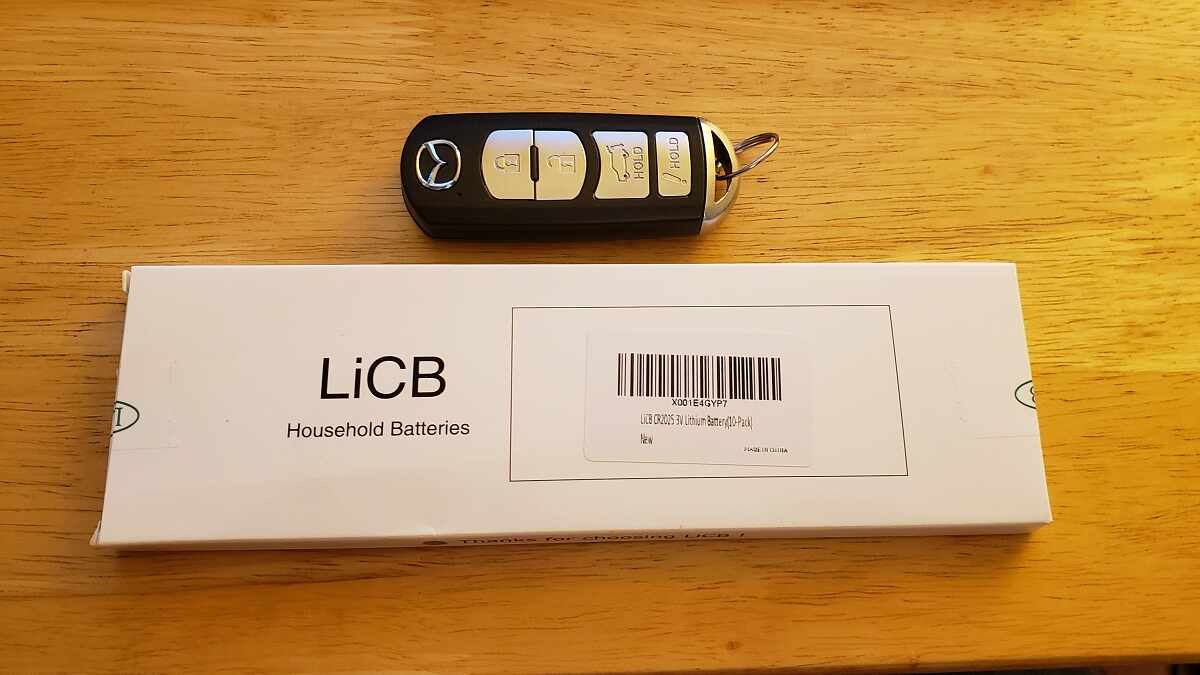 HOLD
HOLD
LiCB
Household Batteries
X001E4GYP7
LiCB CR2025 3V Lithium Battery(10-Pack)
New
MADE IN CHINA
Thanks for choosing LiCB !